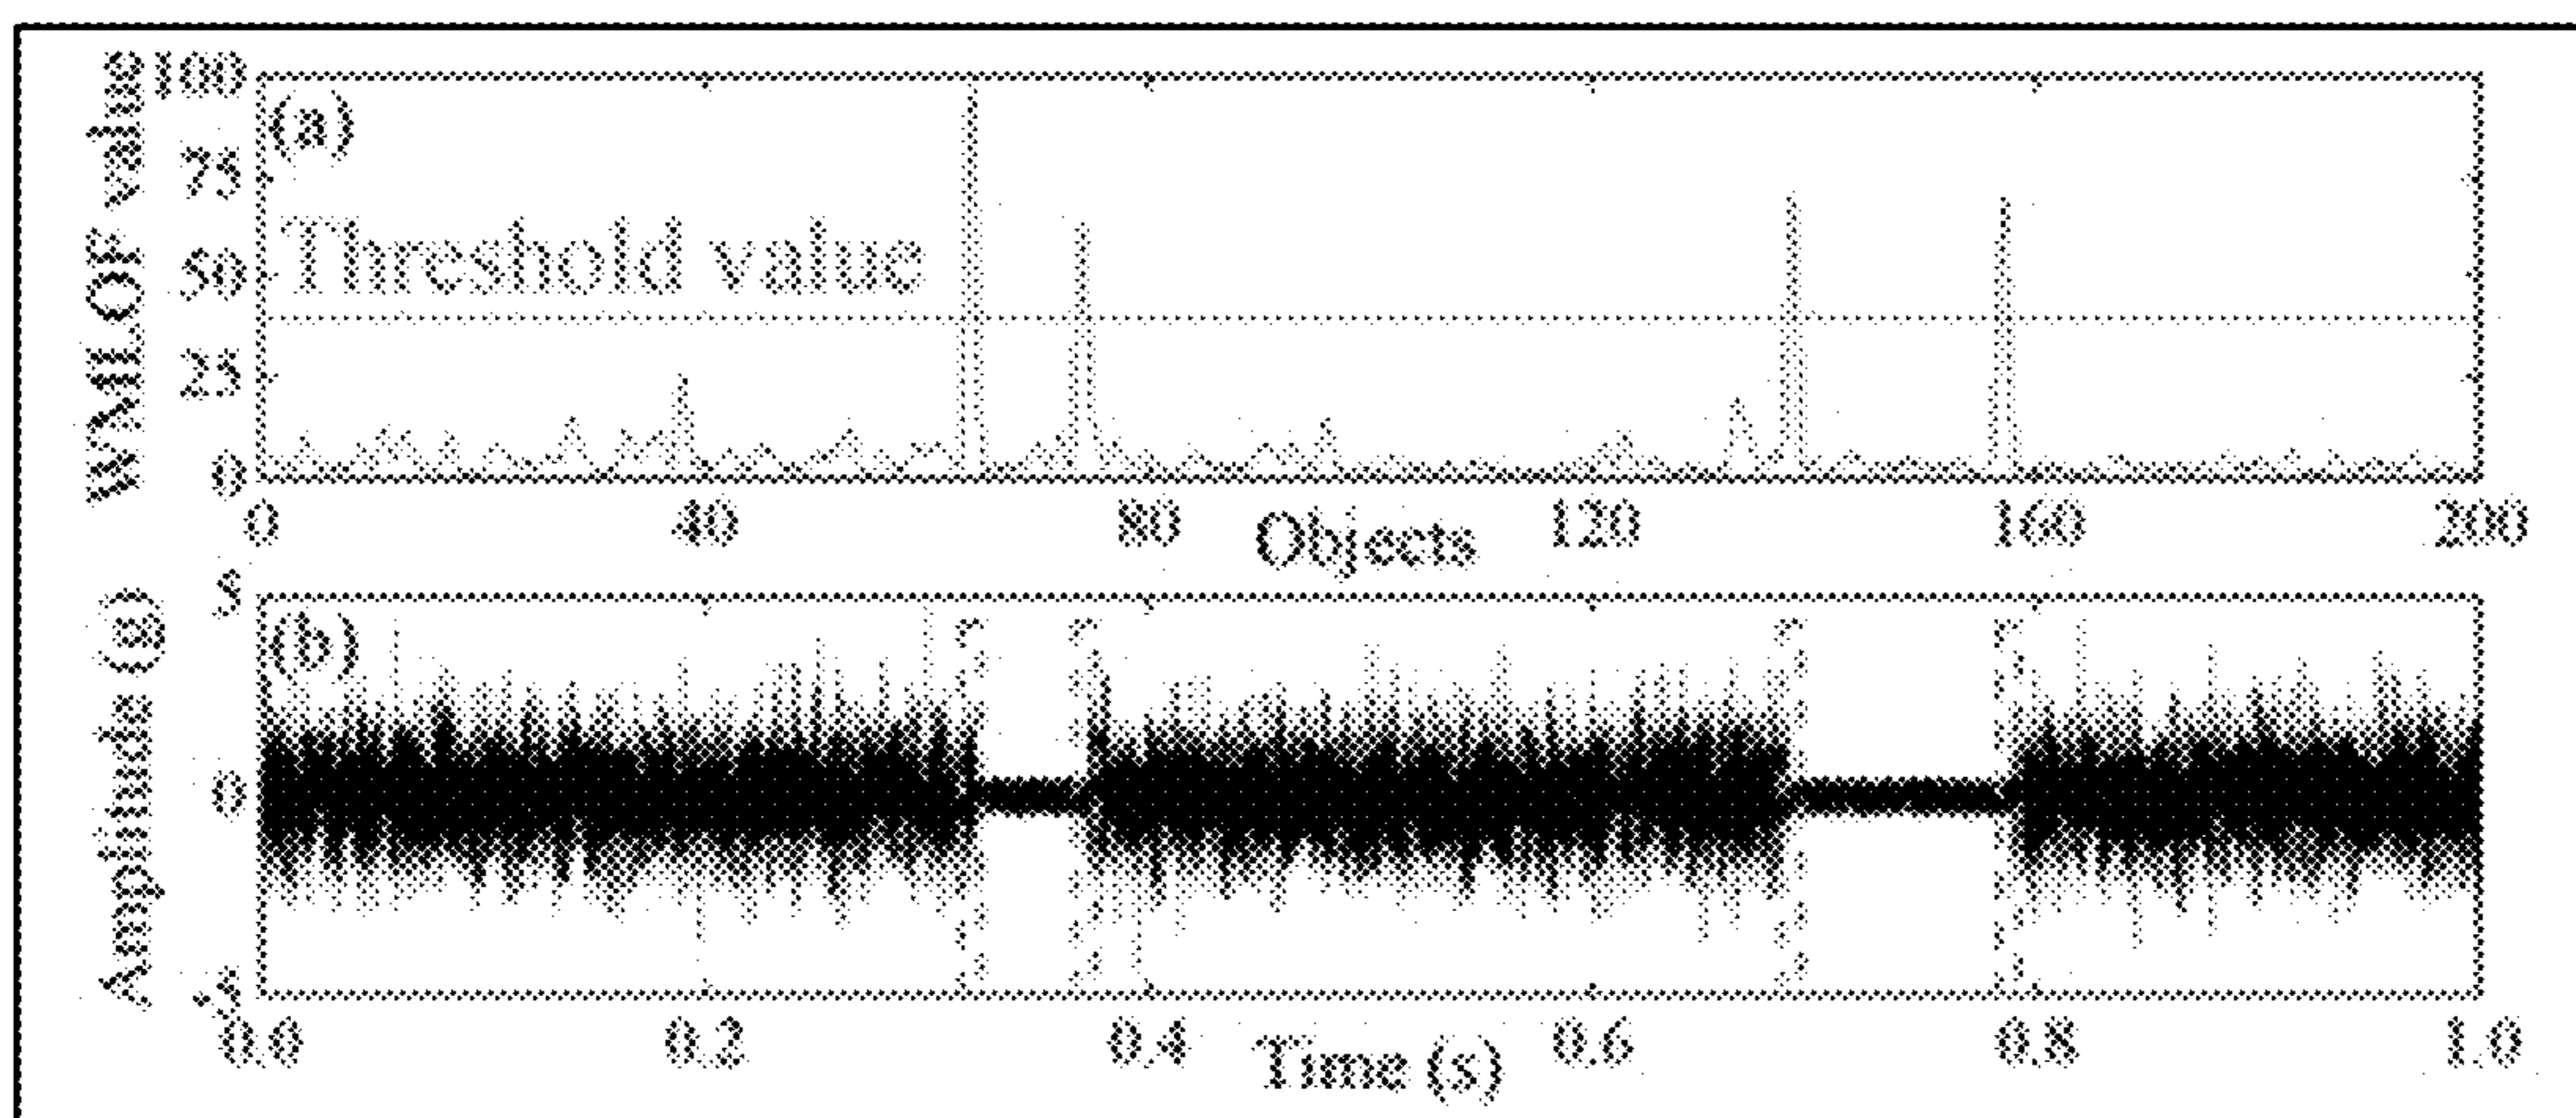 WMLOF value
100
75
50
25
0
(a)
Threshold value
0 40 80 120 160 200
Objects
Amplitude (g)
5
0
-5
(b)
0.0 0.2 0.4 0.6 0.8 1.0
Time (s)